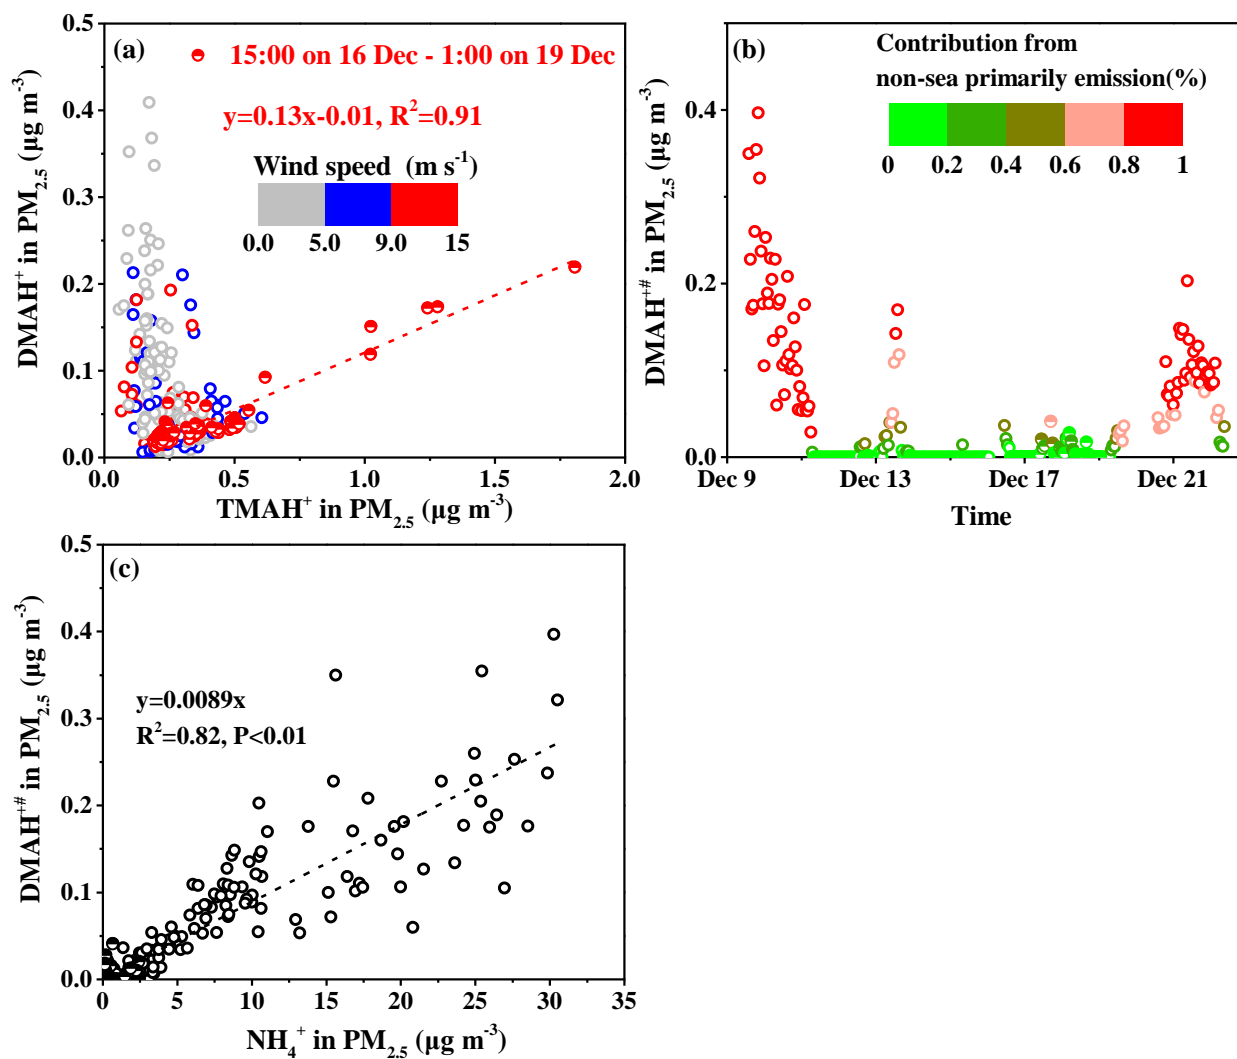 (a)
15:00 on 16 Dec - 1:00 on 19 Dec
y=0.13x-0.01, R²=0.91
Wind speed (m s⁻¹)
0.0 5.0 9.0 15
0.5
0.4
0.3
0.2
0.1
0.0
DMAH⁺ in PM₂.₅ (µg m⁻³)
0.0 0.5 1.0 1.5 2.0
TMAH⁺ in PM₂.₅ (µg m⁻³)
(b)
Contribution from
non-sea primarily emission(%)
0 0.2 0.4 0.6 0.8 1
0.4
0.2
0.0
DMAH⁺# in PM₂.₅ (µg m⁻³)
Dec 9 Dec 13 Dec 17 Dec 21
Time
(c)
y=0.0089x
R²=0.82, P<0.01
0.5
0.4
0.3
0.2
0.1
0.0
DMAH⁺# in PM₂.₅ (µg m⁻³)
0 5 10 15 20 25 30 35
NH₄⁺ in PM₂.₅ (µg m⁻³)